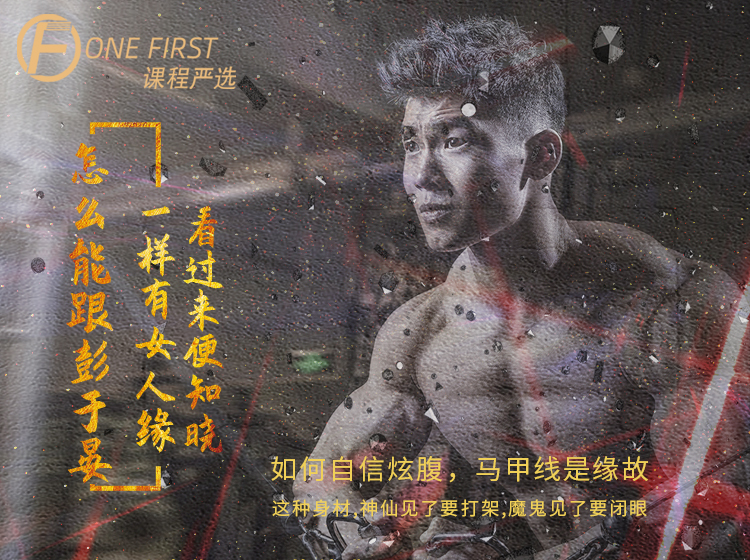 ONE FIRST
课程严选
怎么能跟彭于晏
一样有女人缘
看过来便知晓
如何自信炫腹，马甲线是缘故
这种身材,神仙见了要打架,魔鬼见了要闭眼